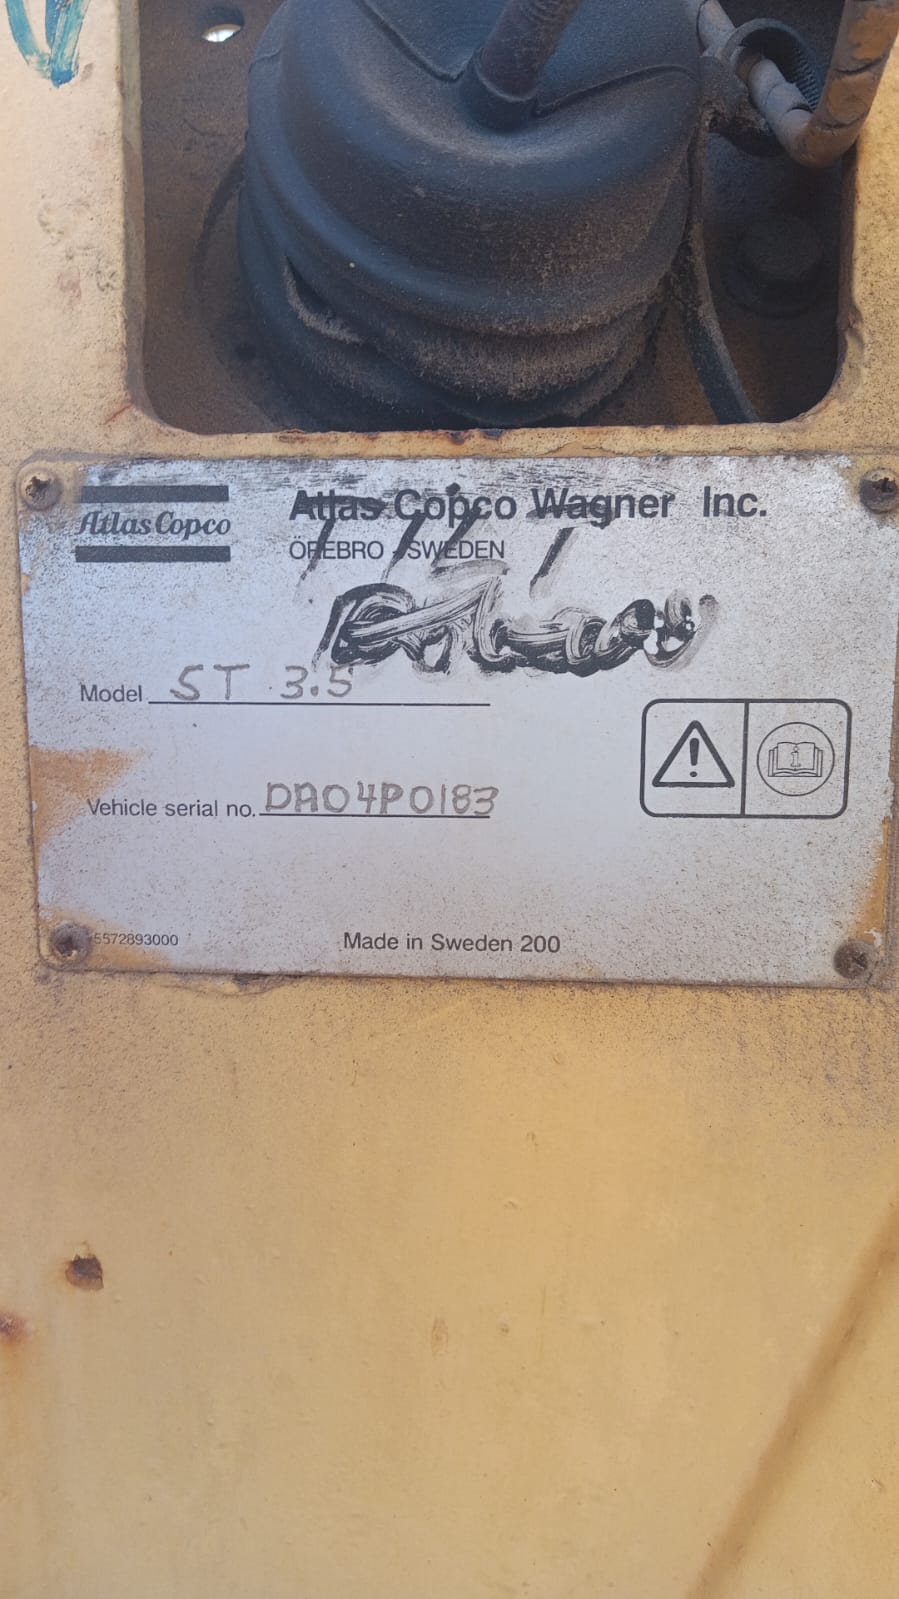 Atlas Copco
Atlas Copco Wagner Inc.
ÖREBRO - SWEDEN
Model ST 3.5
Vehicle serial no. DA04P0183
5572893000
Made in Sweden 200